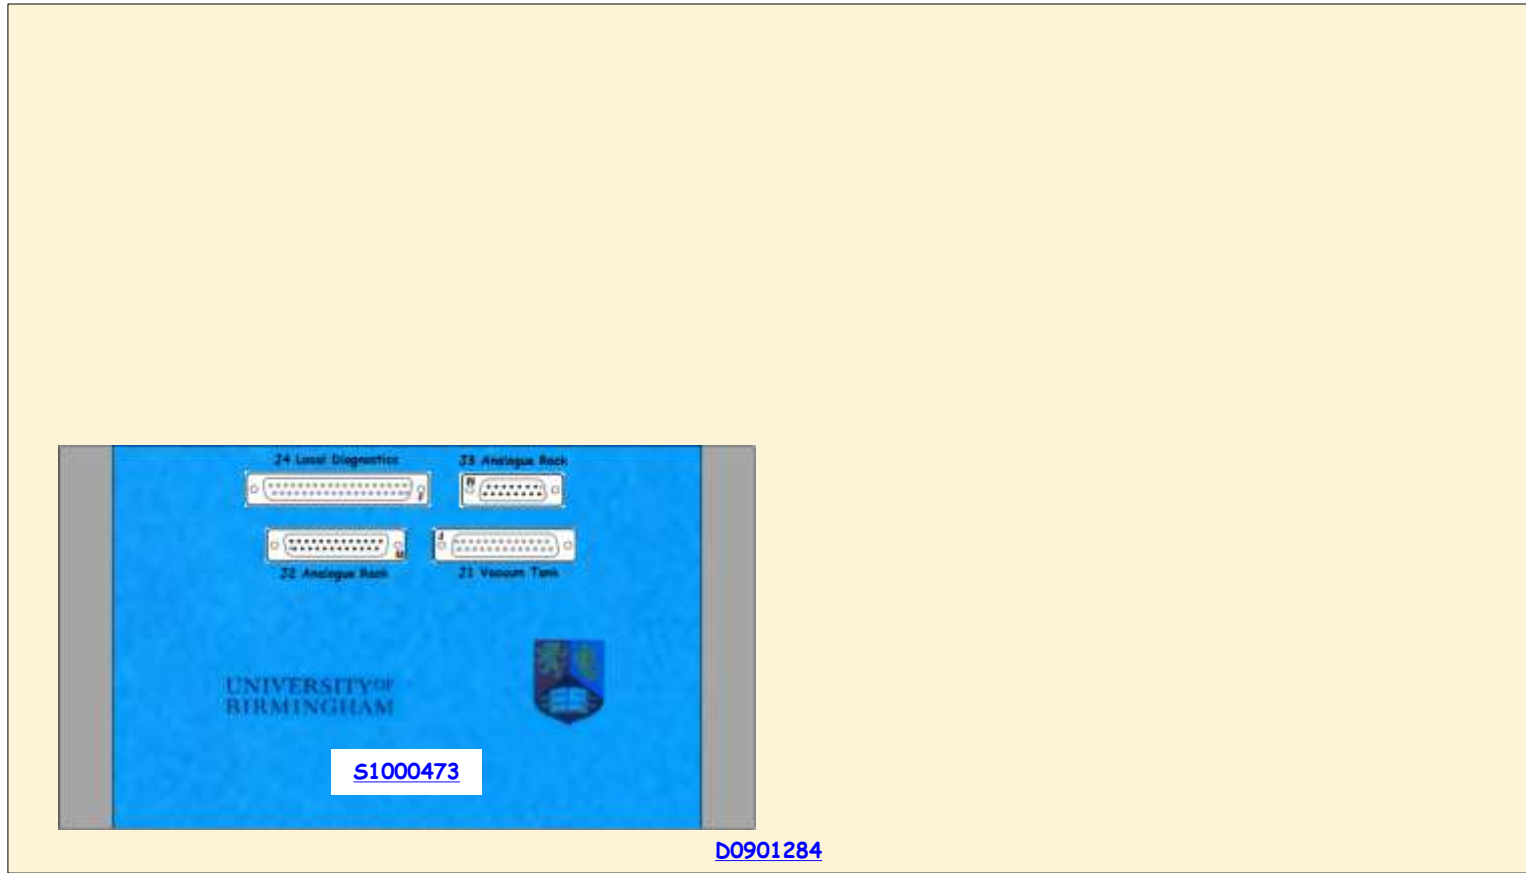 J4 Local Diagnostics J3 Analogue Rack
J2 Analogue Rack J1 Vacuum Tank
UNIVERSITY OF
BIRMINGHAM
S1000473
D0901284